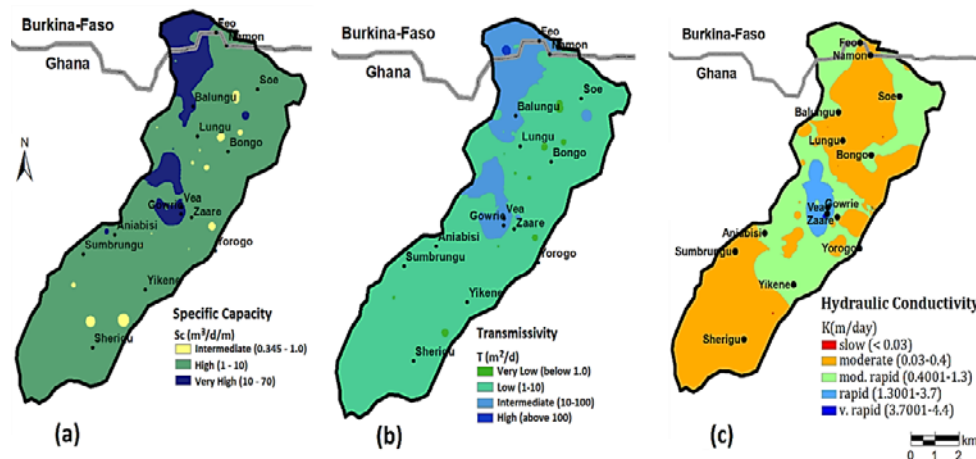 (a)
Burkina-Faso
Ghana
N
Feo
Namon
Soe
Balungu
Lungu
Bongo
Vea
Gowrie
Zaare
Aniabisi
Sumbrungu
Yorogo
Yikene
Sherigu
Specific Capacity
Sc (m³/d/m)
Intermediate (0.345 - 1.0)
High (1 - 10)
Very High (10 - 70)
(b)
Burkina-Faso
Ghana
Feo
Namon
Soe
Balungu
Lungu
Bongo
Vea
Gowrie
Zaare
Aniabisi
Sumbrungu
Yorogo
Yikene
Sherigu
Transmissivity
T (m²/d)
Very Low (below 1.0)
Low (1-10)
Intermediate (10-100)
High (above 100)
(c)
Burkina-Faso
Ghana
Feo
Namon
Soe
Balungu
Lungu
Bongo
Vea
Gowrie
Zaare
Aniabisi
Sumbrungu
Yorogo
Yikene
Sherigu
Hydraulic Conductivity
K(m/day)
slow (< 0.03)
moderate (0.03-0.4)
mod. rapid (0.4001-1.3)
rapid (1.3001-3.7)
v. rapid (3.7001-4.4)
0 1 2 km